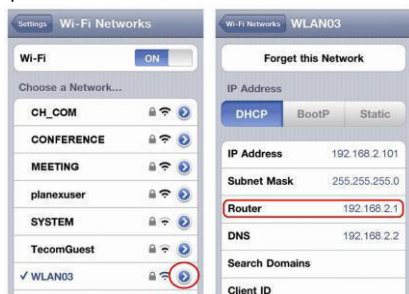 Settings
Wi-Fi Networks
Wi-Fi
ON
Choose a Network...
CH_COM
CONFERENCE
MEETING
planexuser
SYSTEM
TecomGuest
✓ WLAN03
Wi-Fi Networks
WLAN03
Forget this Network
IP Address
DHCP
BootP
Static
IP Address 192.168.2.101
Subnet Mask 255.255.255.0
Router 192.168.2.1
DNS 192.168.2.2
Search Domains
Client ID